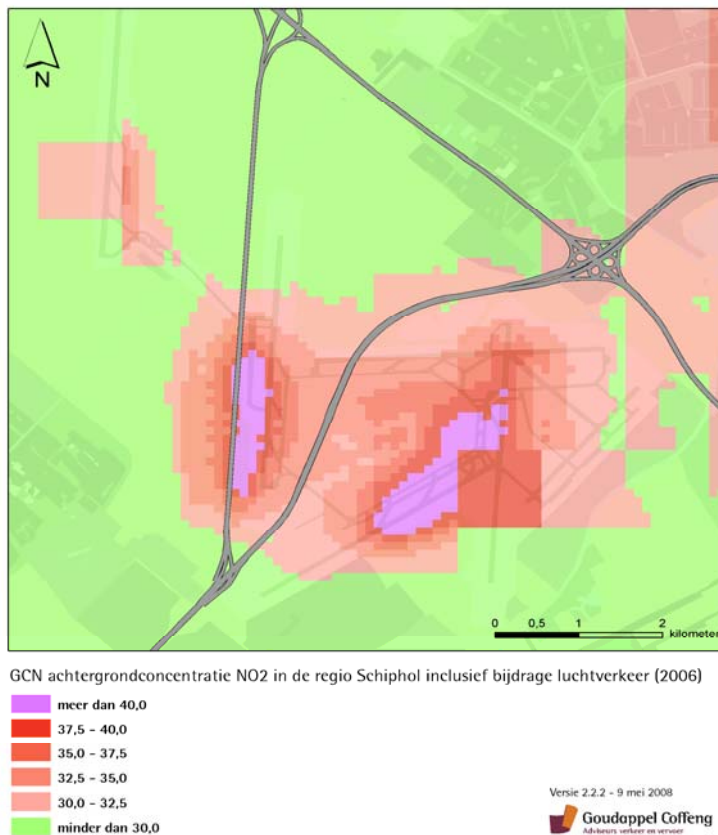 N
0 0,5 1 2
kilometer
GCN achtergrondconcentratie NO2 in de regio Schiphol inclusief bijdrage luchtverkeer (2006)
meer dan 40,0
37,5 - 40,0
35,0 - 37,5
32,5 - 35,0
30,0 - 32,5
minder dan 30,0
Versie 2.2.2 - 9 mei 2008
Goudappel Coffeng
Adviseurs verkeer en vervoer